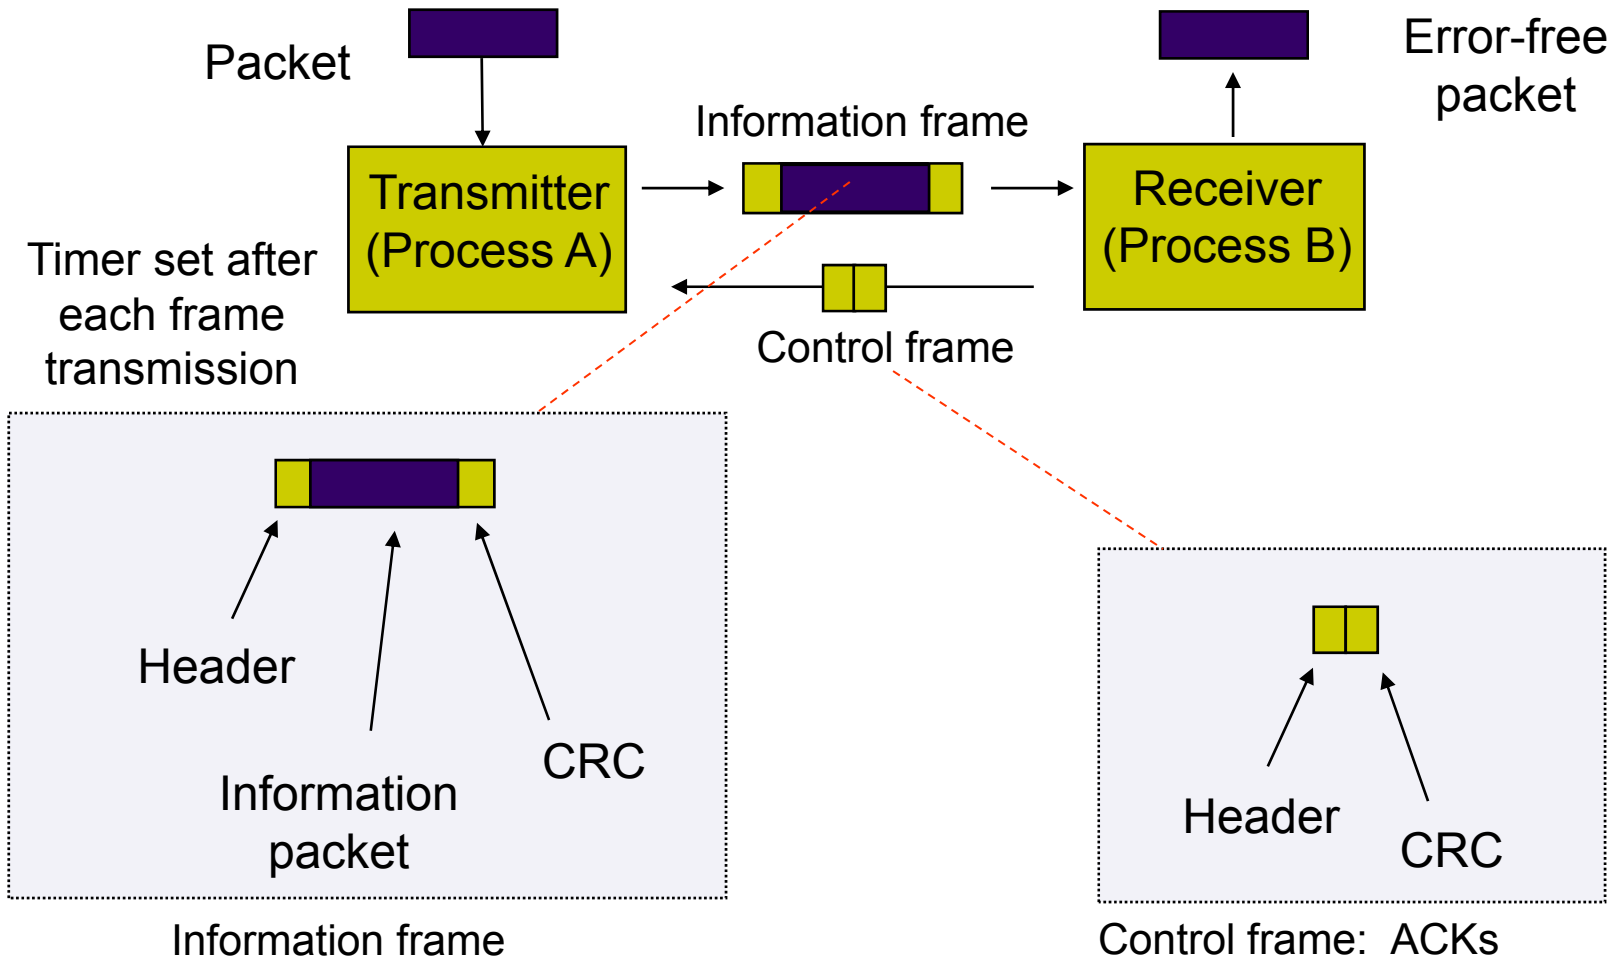 Packet
Error-free
packet
Information frame
Transmitter
(Process A)
Receiver
(Process B)
Timer set after
each frame
transmission
Control frame
Header
Information
packet
CRC
Header
CRC
Information frame
Control frame: ACKs